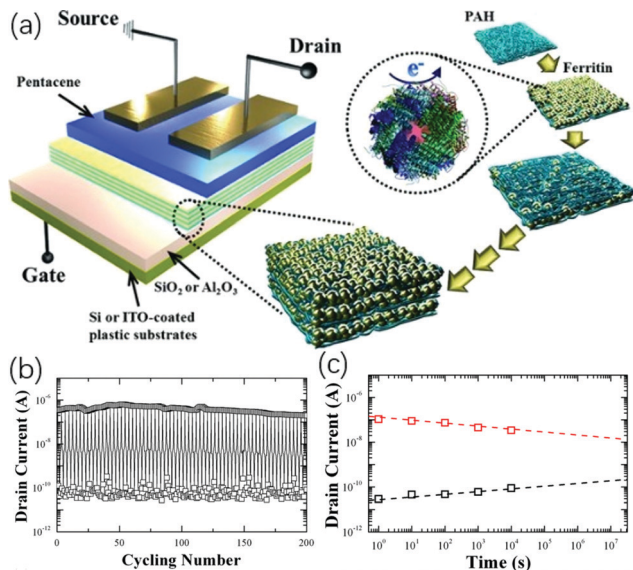 (a)
Source
Drain
Pentacene
PAH
Ferritin
e⁻
Gate
SiO₂ or Al₂O₃
Si or ITO-coated
plastic substrates
(b)
Drain Current (A)
10⁻⁶
10⁻⁸
10⁻¹⁰
10⁻¹²
0 50 100 150 200
Cycling Number
(c)
Drain Current (A)
10⁻⁶
10⁻⁸
10⁻¹⁰
10⁻¹²
10⁰ 10¹ 10² 10³ 10⁴ 10⁵ 10⁶ 10⁷
Time (s)